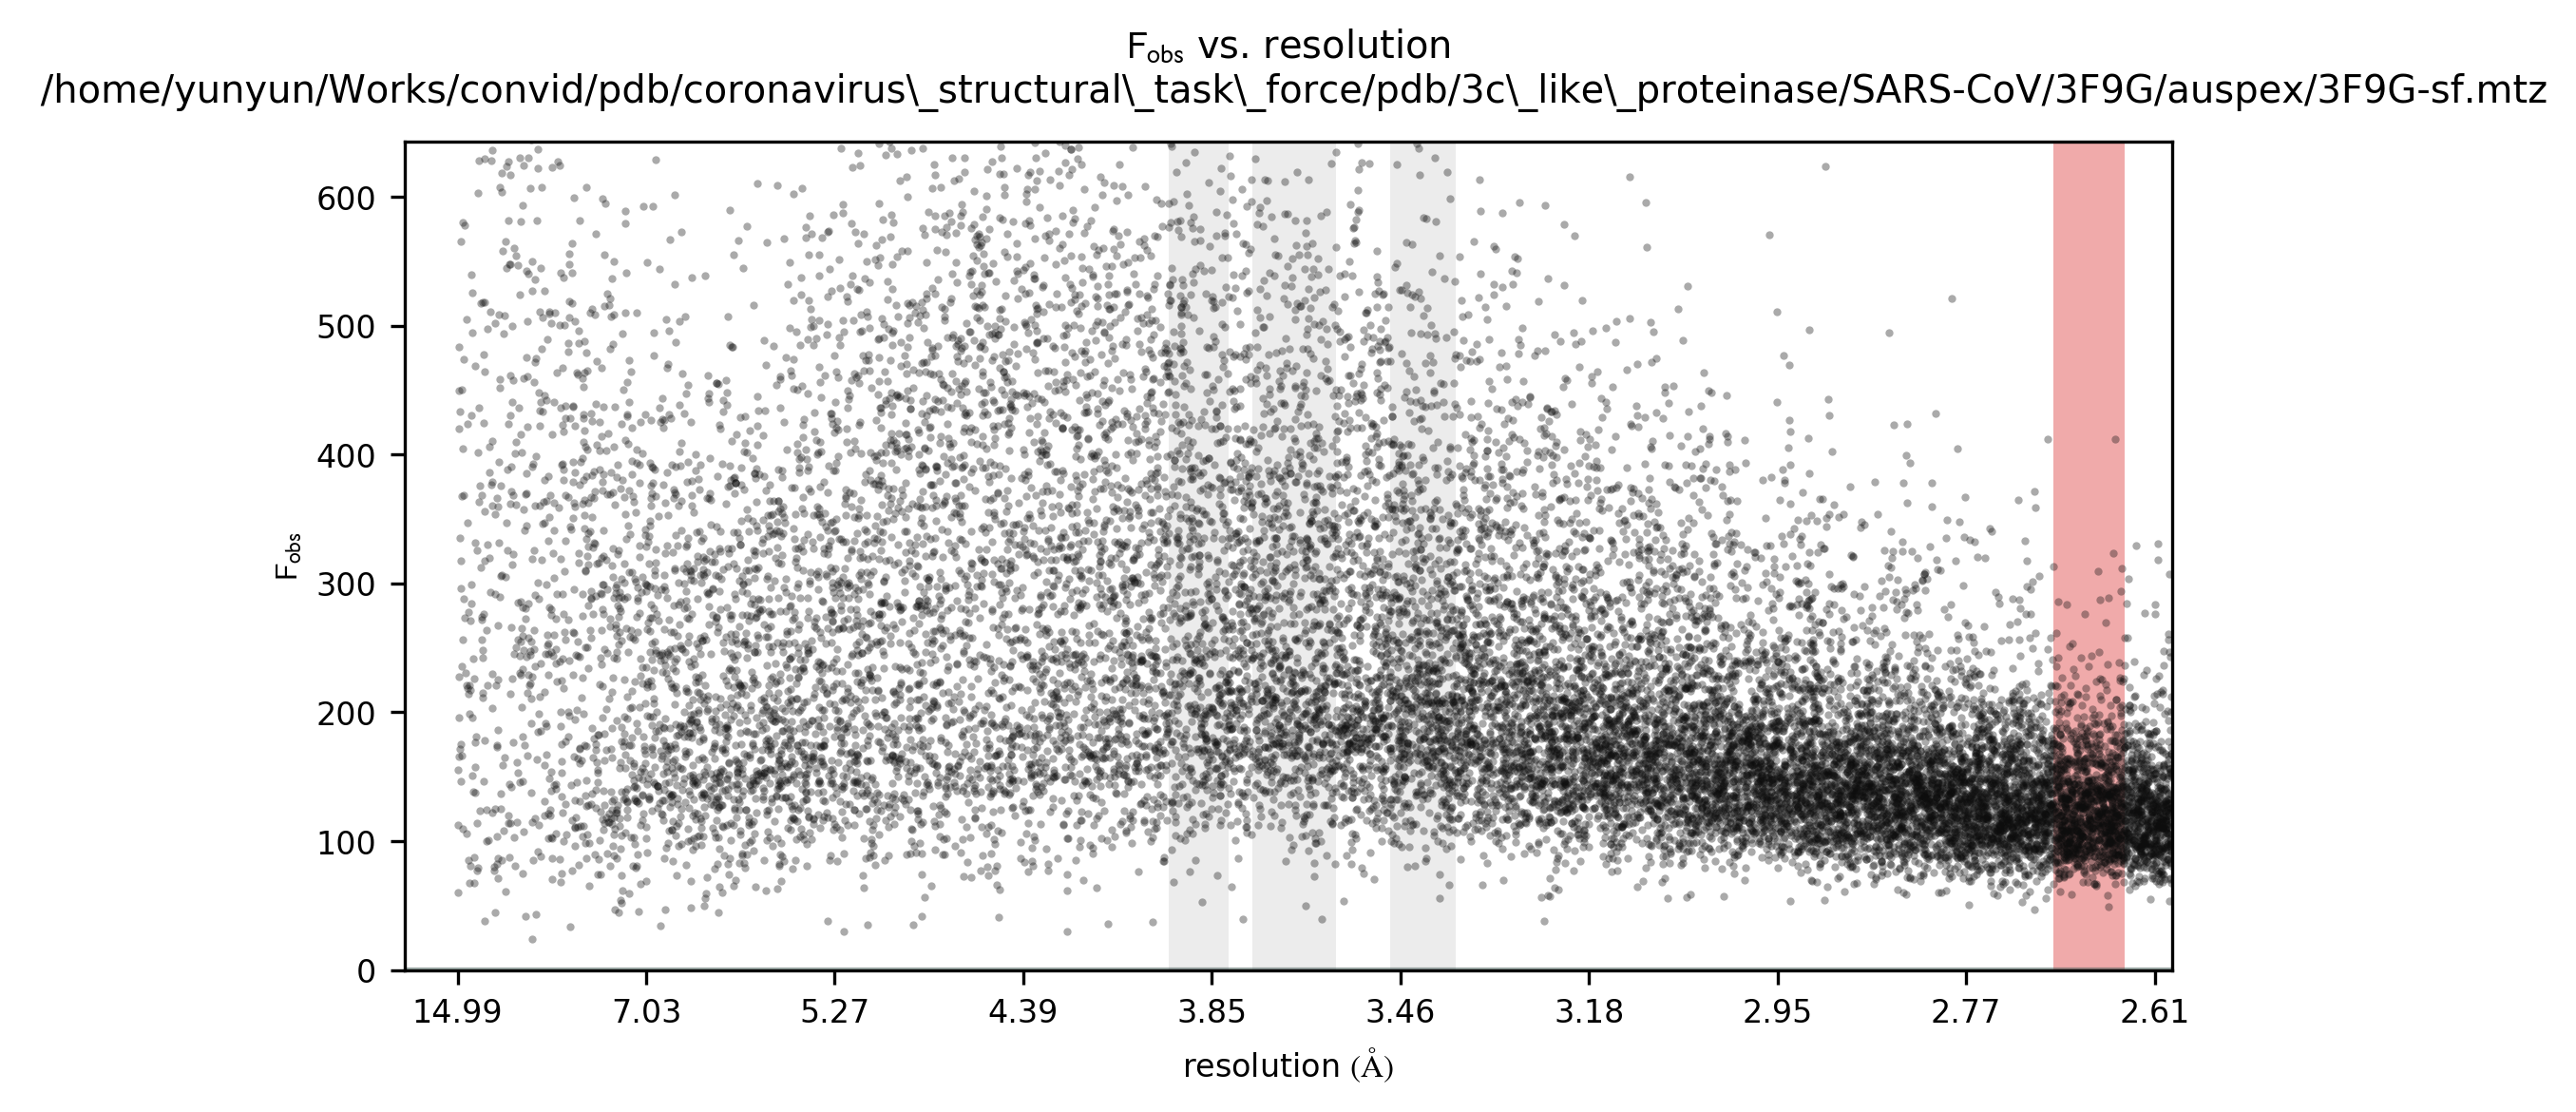 Fobs vs. resolution
/home/yunyun/Works/convid/pdb/coronavirus\_structural\_task\_force/pdb/3c\_like\_proteinase/SARS-CoV/3F9G/auspex/3F9G-sf.mtz
600
500
400
300
200
100
0
Fobs
14.99 7.03 5.27 4.39 3.85 3.46 3.18 2.95 2.77 2.61
resolution (Å)